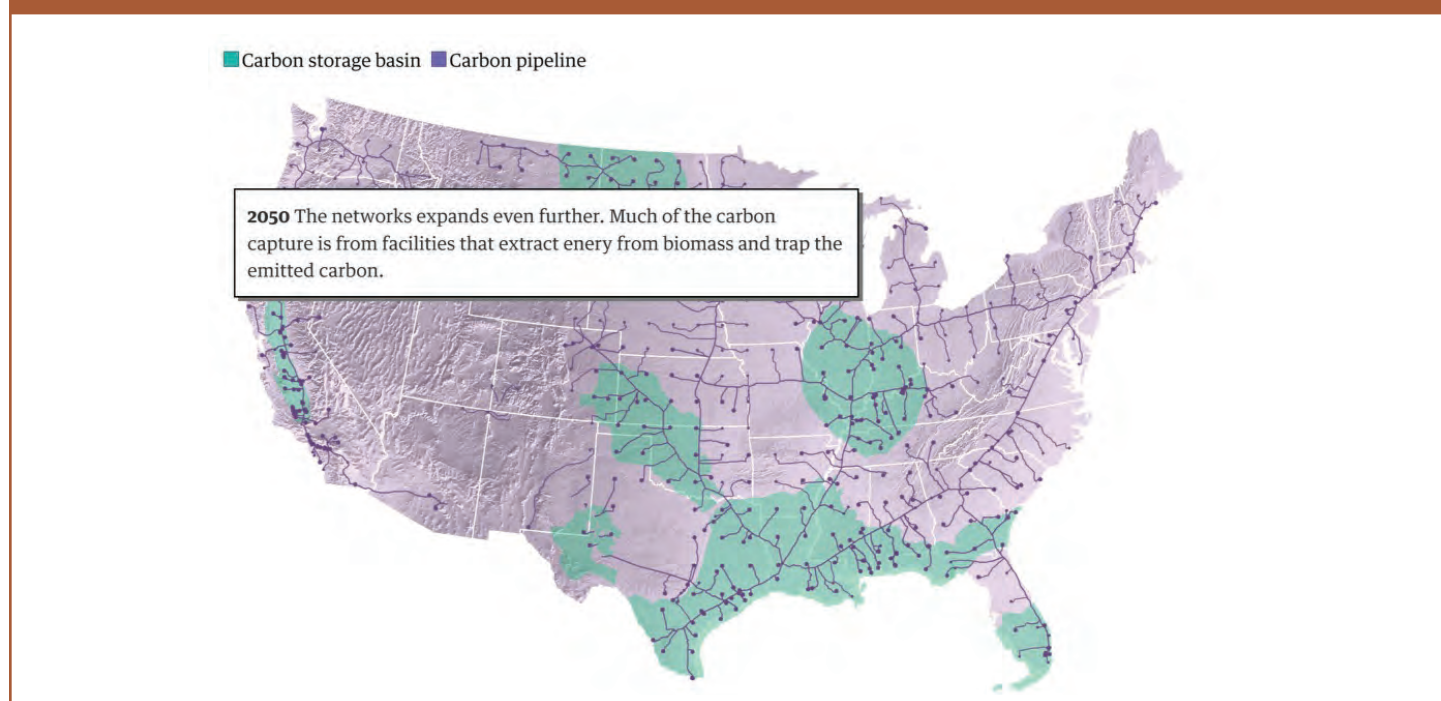 Carbon storage basin Carbon pipeline
2050 The networks expands even further. Much of the carbon
capture is from facilities that extract enery from biomass and trap the
emitted carbon.